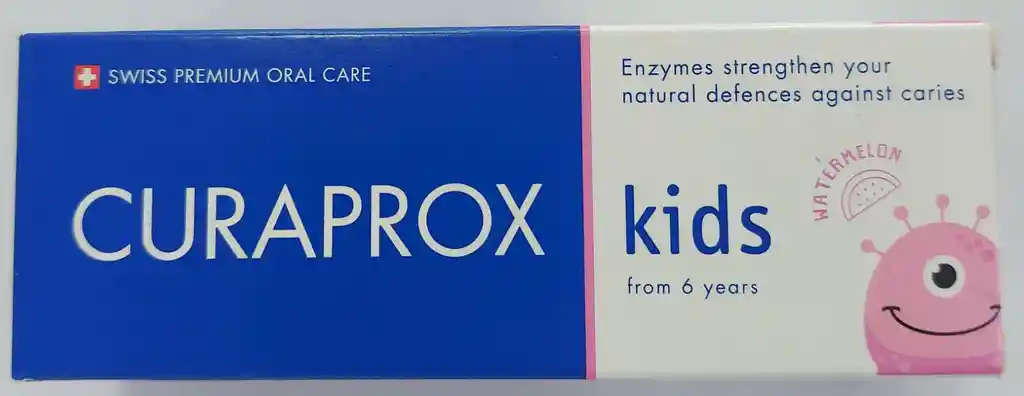 SWISS PREMIUM ORAL CARE
CURAPROX
Enzymes strengthen your
natural defences against caries
WATERMELON
kids
from 6 years